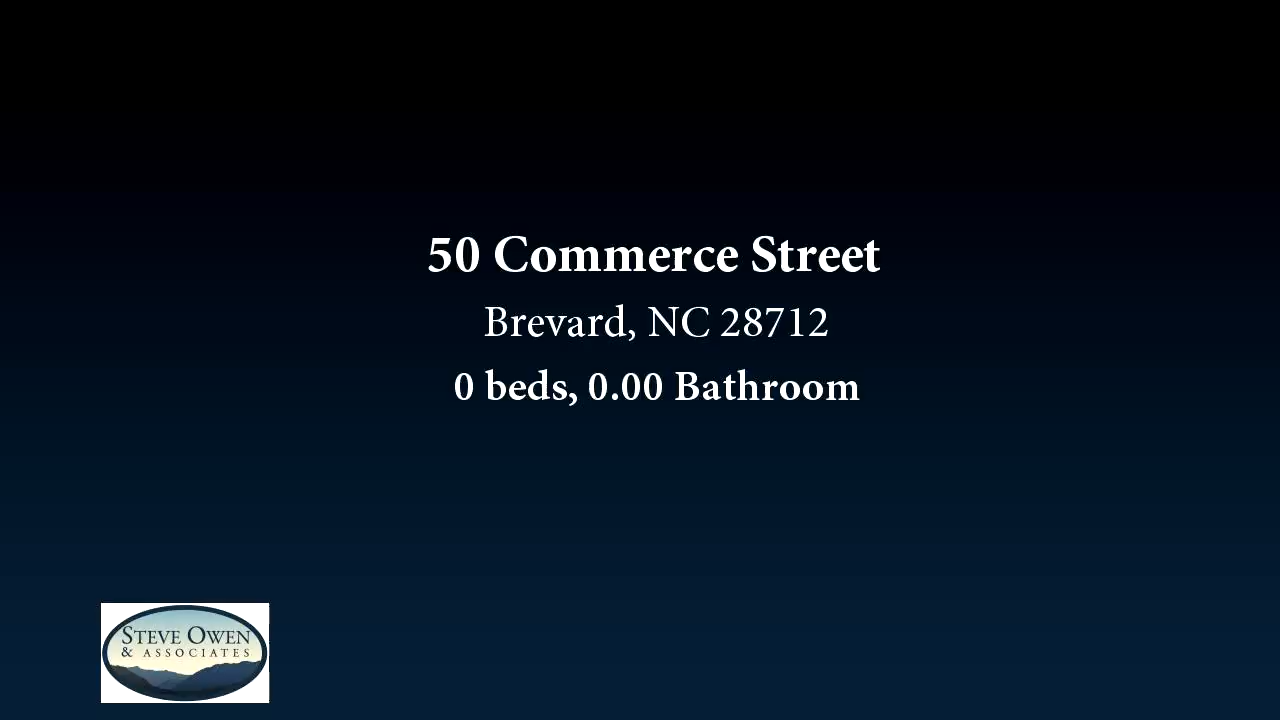 50 Commerce Street
Brevard, NC 28712
0 beds, 0.00 Bathroom
STEVE OWEN
& ASSOCIATES